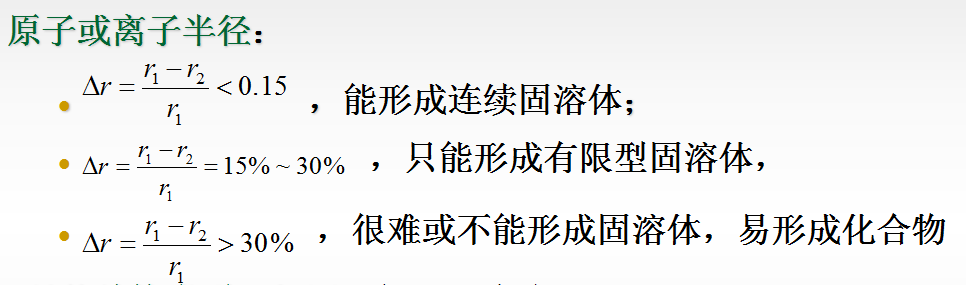 原子或离子半径：
• Δr = (r₁ − r₂)/r₁ < 0.15 ，能形成连续固溶体；
• Δr = (r₁ − r₂)/r₁ = 15% ~ 30% ，只能形成有限型固溶体，
• Δr = (r₁ − r₂)/r₁ > 30% ，很难或不能形成固溶体，易形成化合物